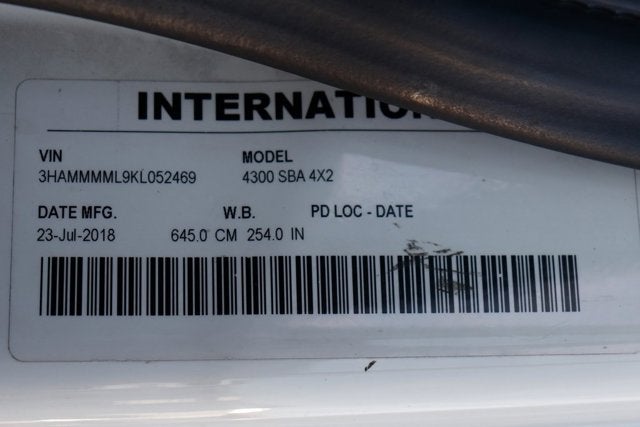 INTERNATIO
VIN MODEL
3HAMMMML9KL052469 4300 SBA 4X2
DATE MFG. W.B. PD LOC - DATE
23-Jul-2018 645.0 CM 254.0 IN